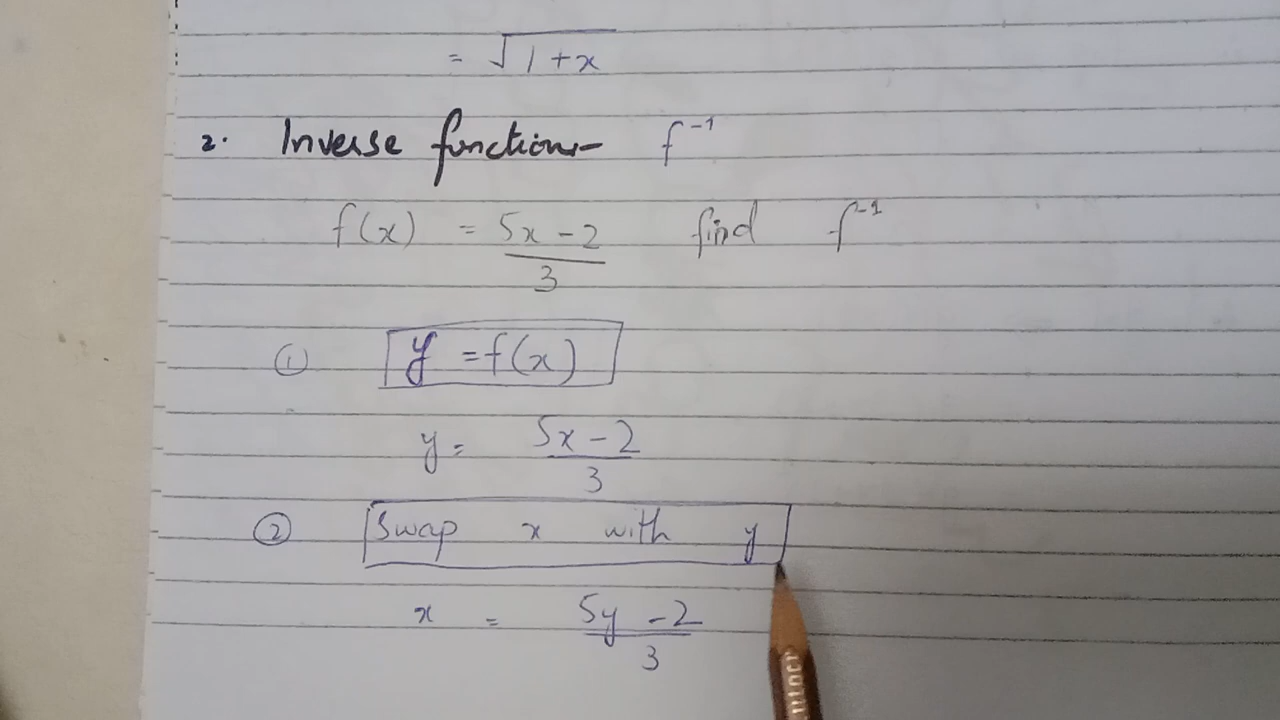 = √1+x
2. Inverse function- f⁻¹
f(x) = 5x-2/3 find f⁻¹
① y = f(x)
y = 5x-2/3
② Swap x with y
x = 5y-2/3